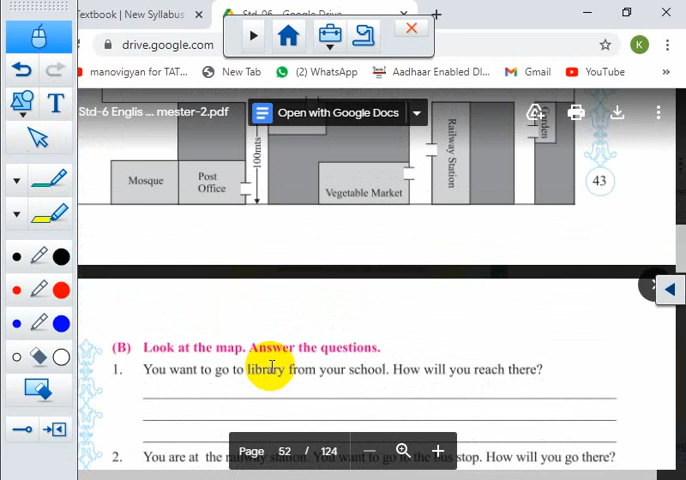 Textbook | New Syllabus
Std-06 - Google Drive
drive.google.com
K
manovigyan for TAT...
New Tab
(2) WhatsApp
Aadhaar Enabled DI...
Gmail
YouTube
»
Std-6 Englis ... mester-2.pdf
Open with Google Docs
T
Mosque
Post
Office
100mts
Vegetable Market
Railway Station
Garden
43
(B) Look at the map. Answer the questions.
1. You want to go to library from your school. How will you reach there?
Page 52 / 124
2. You are at the railway station. You want to go to the bus stop. How will you go there?